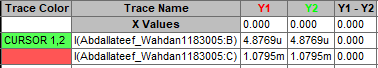 Trace Color Trace Name Y1 Y2 Y1 - Y2
X Values 0.000 0.000 0.000
CURSOR 1,2 I(Abdallateef_Wahdan1183005:B) 4.8769u 4.8769u 0.000
I(Abdallateef_Wahdan1183005:C) 1.0795m 1.0795m 0.000